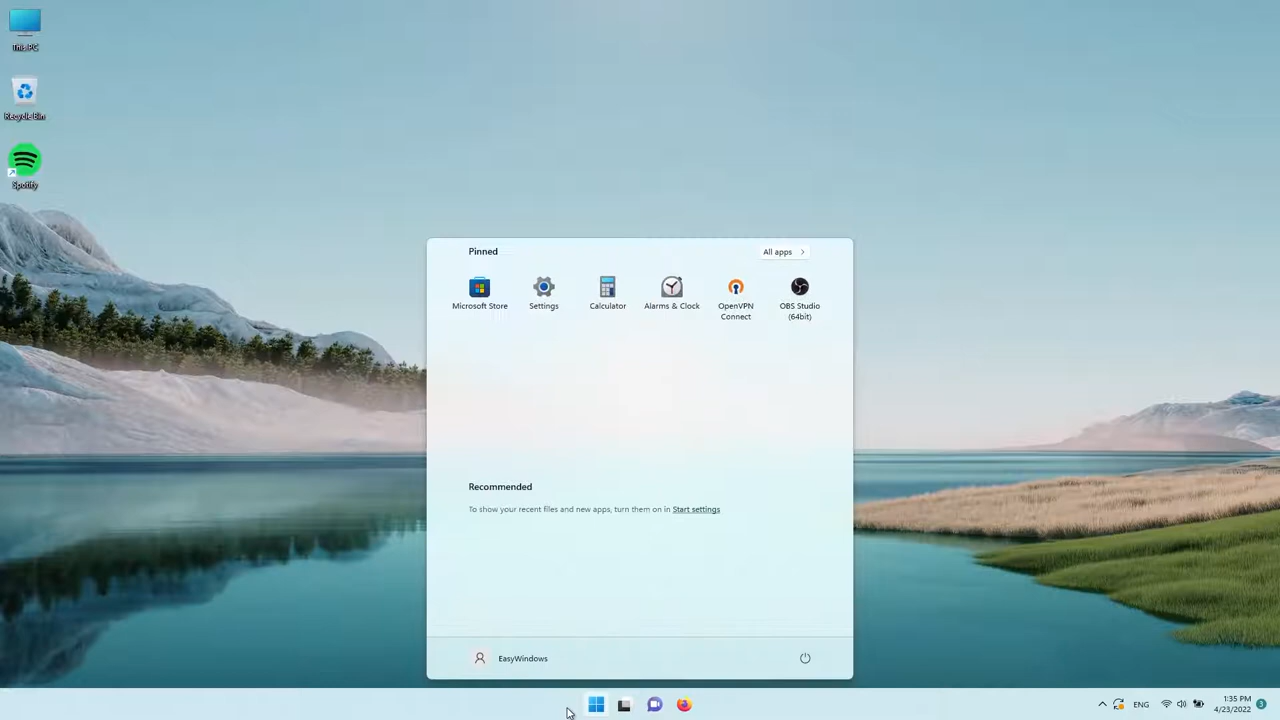 This PC
Recycle Bin
Spotify
Pinned
All apps
Microsoft Store
Settings
Calculator
Alarms & Clock
OpenVPN
Connect
OBS Studio
(64bit)
Recommended
To show your recent files and new apps, turn them on in Start settings
EasyWindows
ENG
1:35 PM
4/23/2022
3